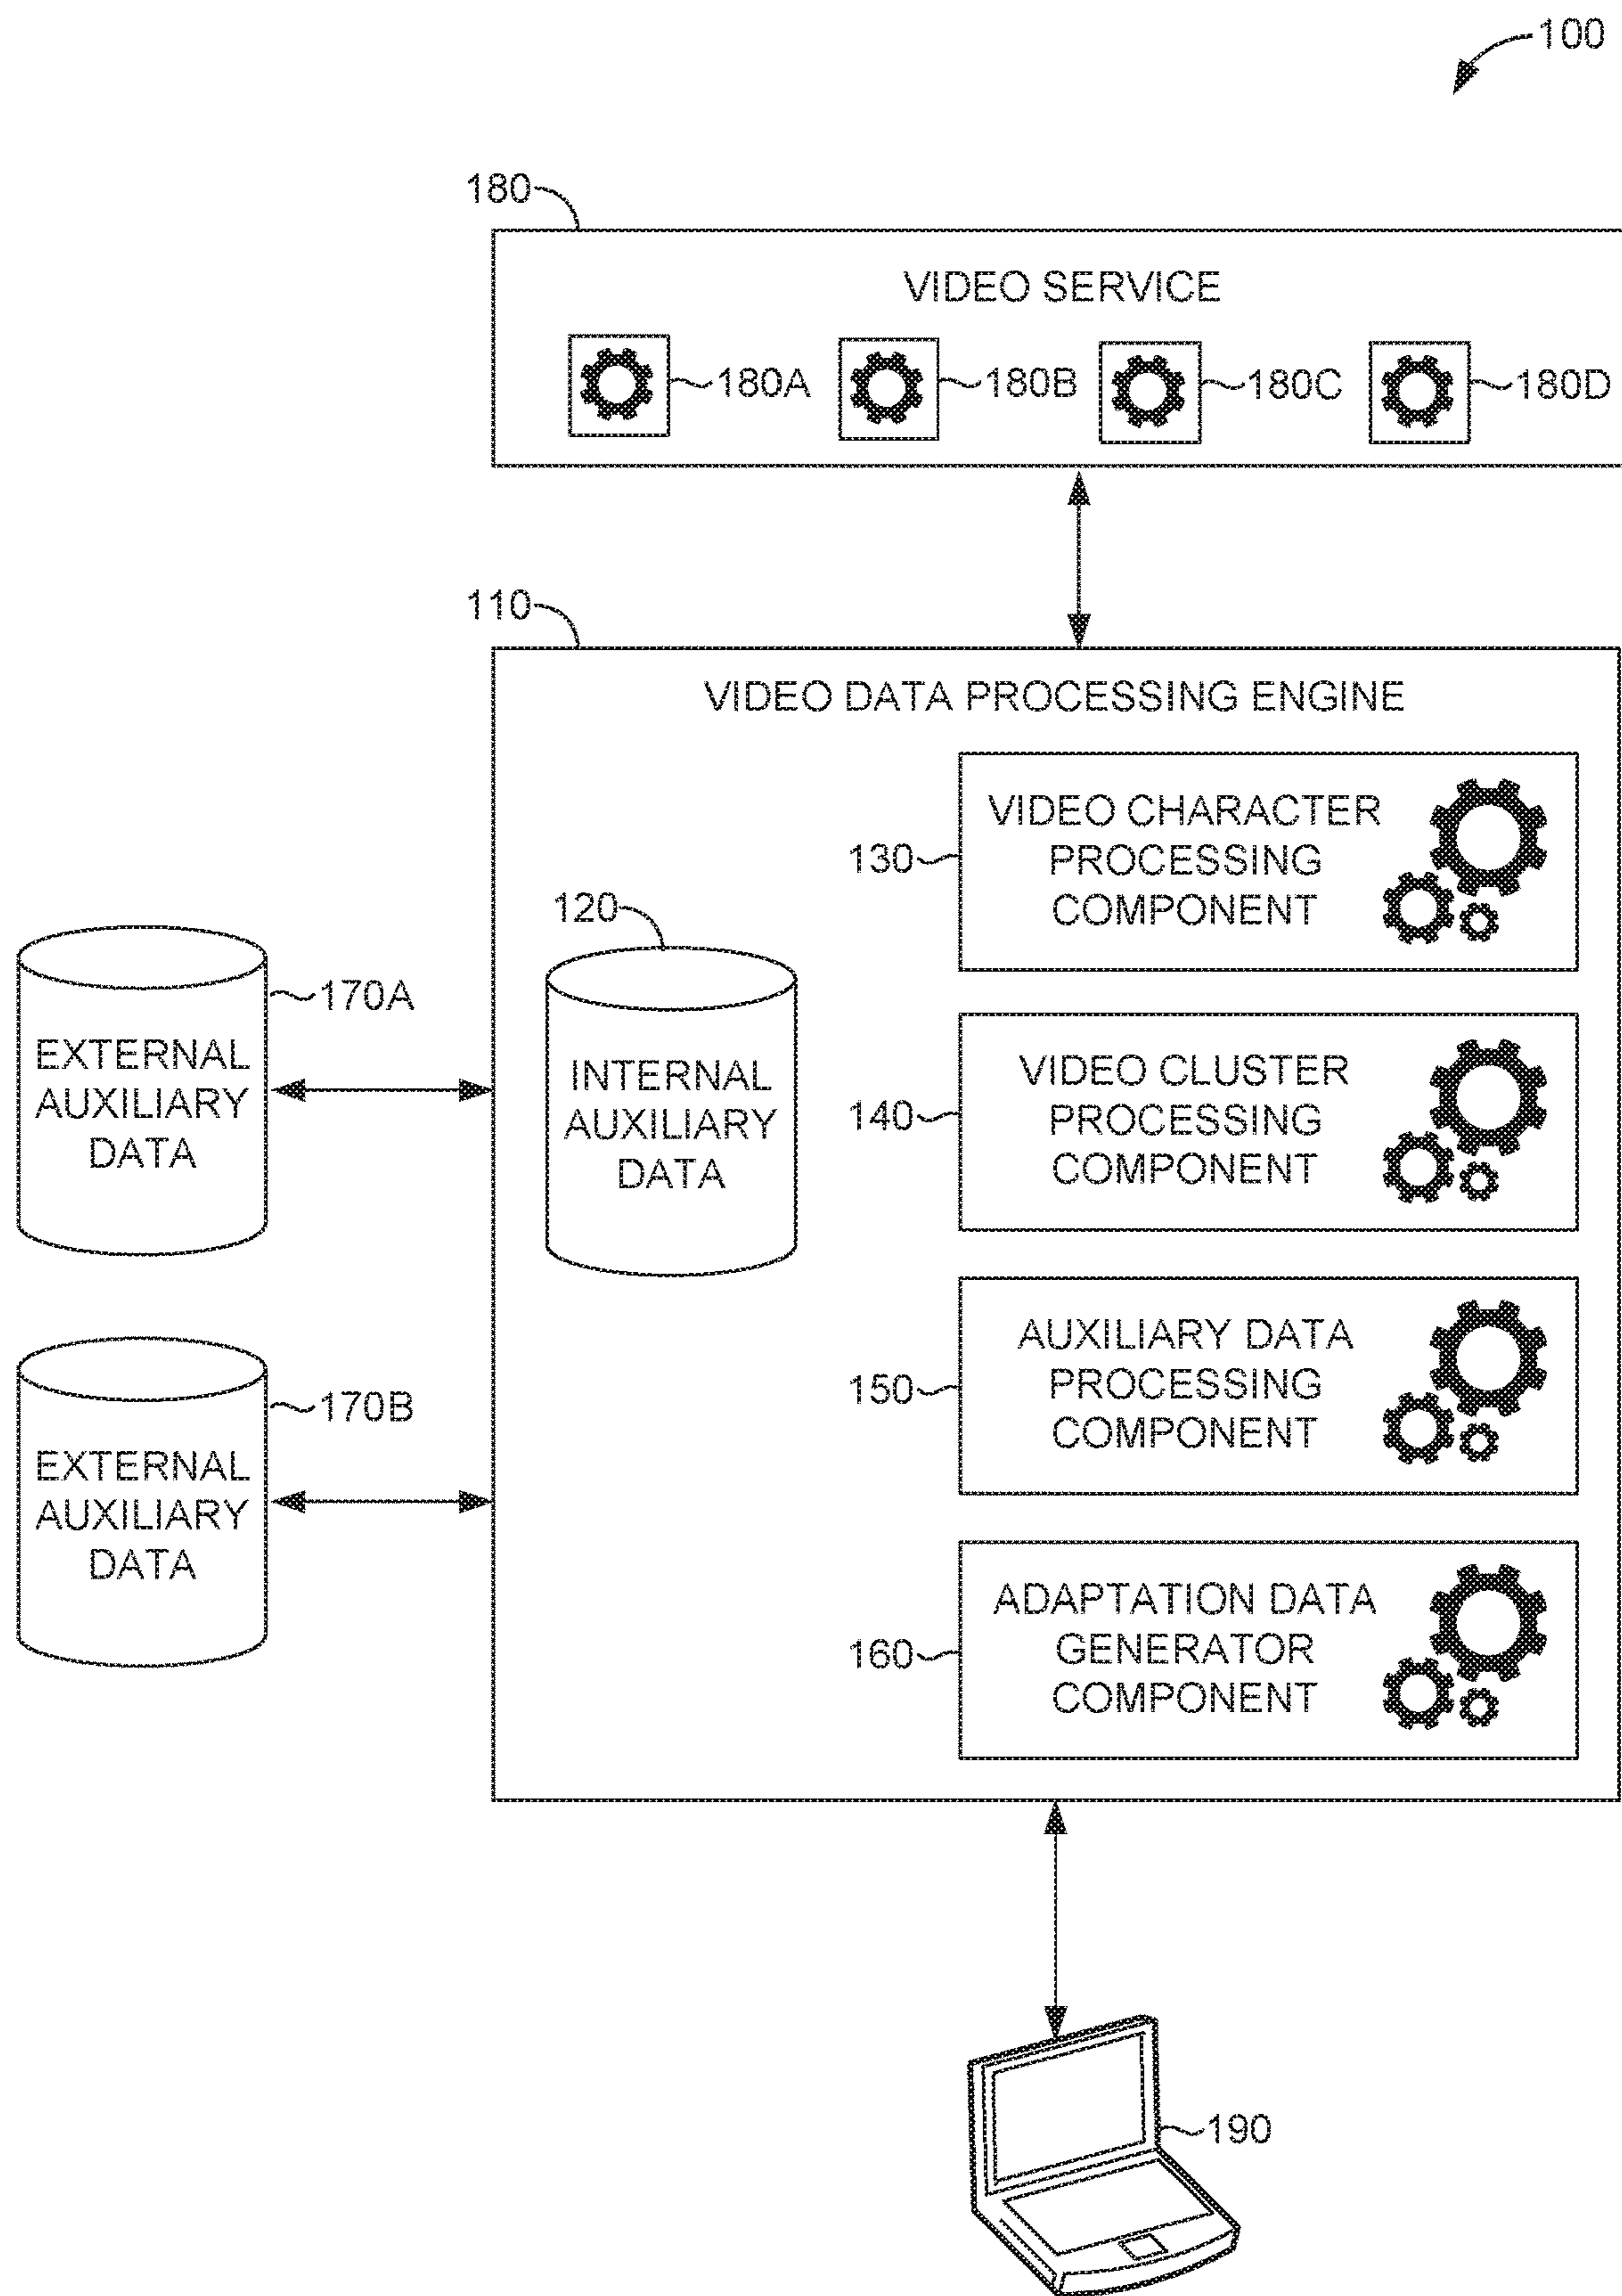 100
180
VIDEO SERVICE
180A
180B
180C
180D
110
VIDEO DATA PROCESSING ENGINE
130
VIDEO CHARACTER
PROCESSING
COMPONENT
120
INTERNAL
AUXILIARY
DATA
170A
EXTERNAL
AUXILIARY
DATA
140
VIDEO CLUSTER
PROCESSING
COMPONENT
150
AUXILIARY DATA
PROCESSING
COMPONENT
170B
EXTERNAL
AUXILIARY
DATA
160
ADAPTATION DATA
GENERATOR
COMPONENT
190